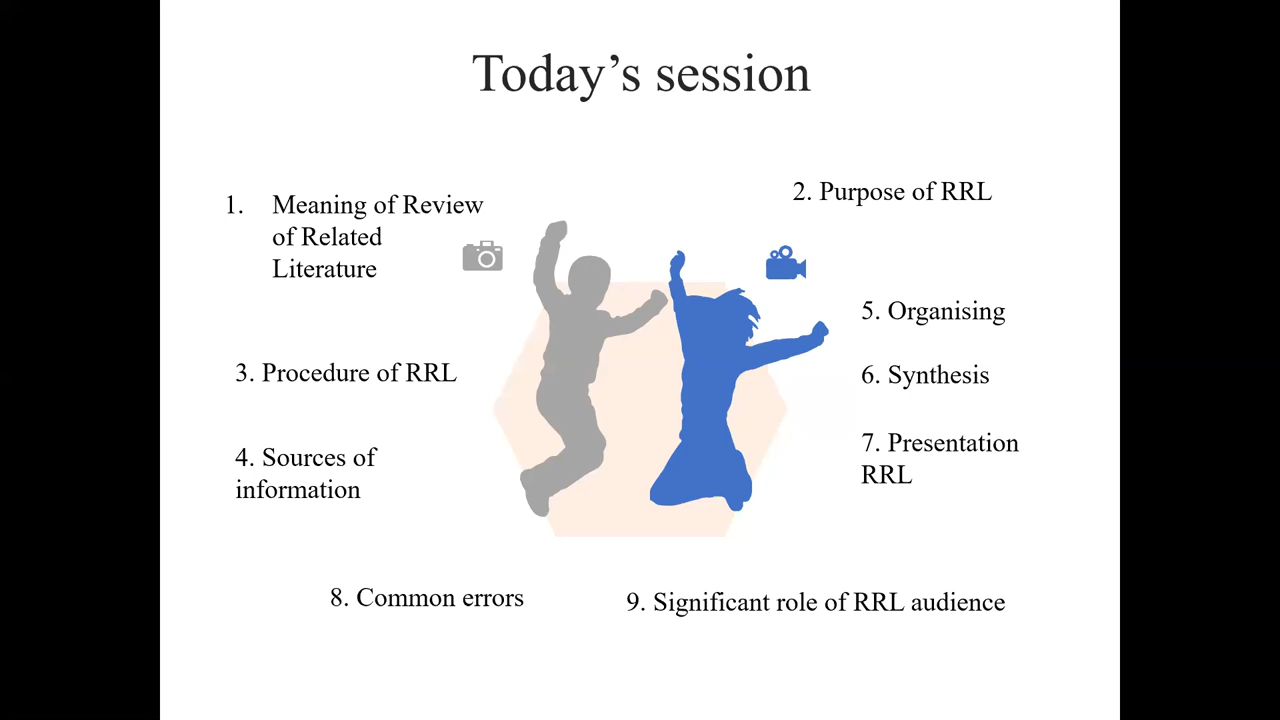 Today’s session
1. Meaning of Review
of Related
Literature
2. Purpose of RRL
3. Procedure of RRL
4. Sources of
information
5. Organising
6. Synthesis
7. Presentation
RRL
8. Common errors
9. Significant role of RRL audience